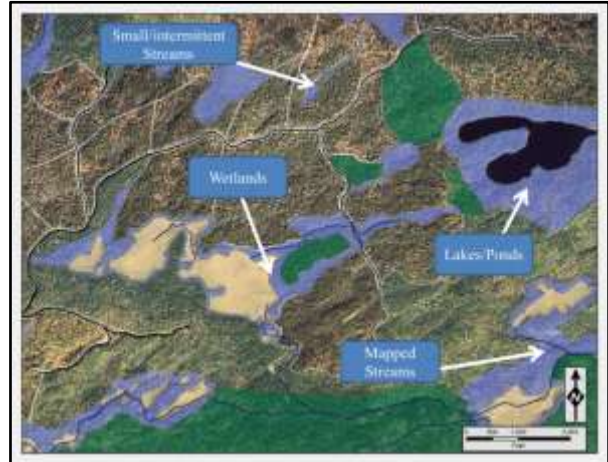 Small/intermittent
Streams
Wetlands
Lakes/Ponds
Mapped
Streams
N